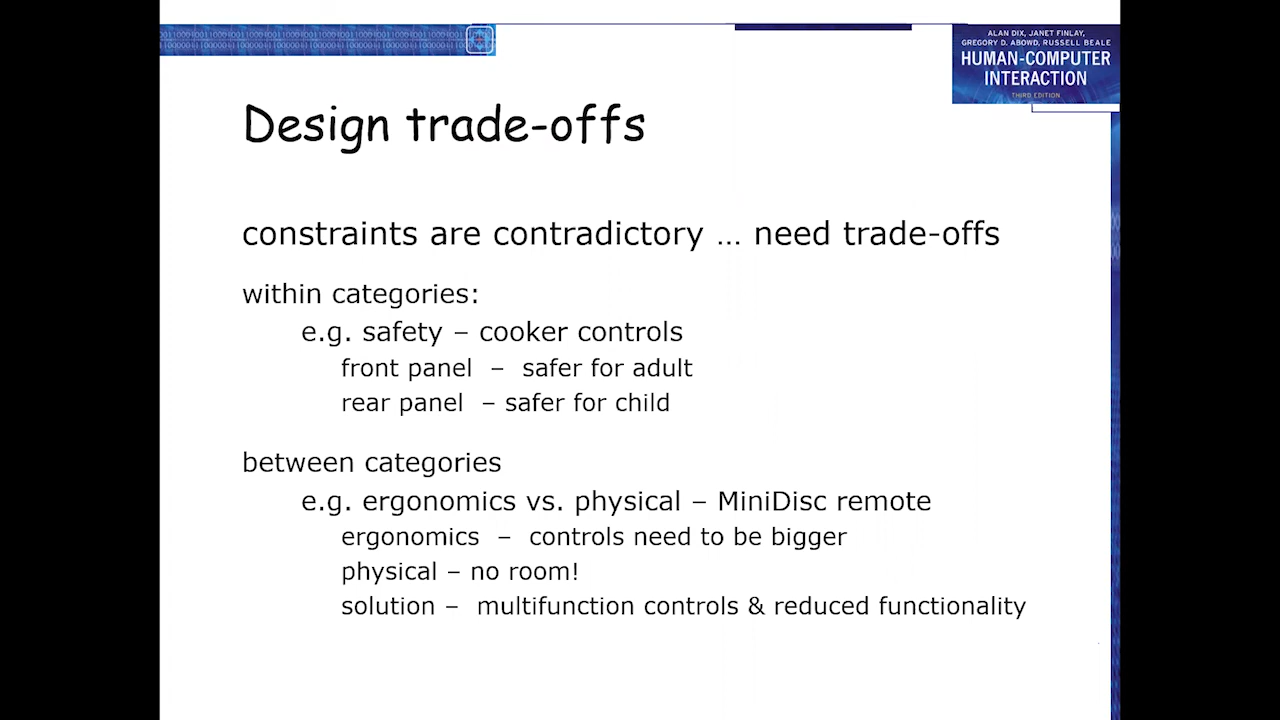 ALAN DIX, JANET FINLAY,
GREGORY D. ABOWD, RUSSELL BEALE
HUMAN-COMPUTER
INTERACTION
THIRD EDITION
Design trade-offs
constraints are contradictory … need trade-offs
within categories:
e.g. safety – cooker controls
front panel – safer for adult
rear panel – safer for child
between categories
e.g. ergonomics vs. physical – MiniDisc remote
ergonomics – controls need to be bigger
physical – no room!
solution – multifunction controls & reduced functionality